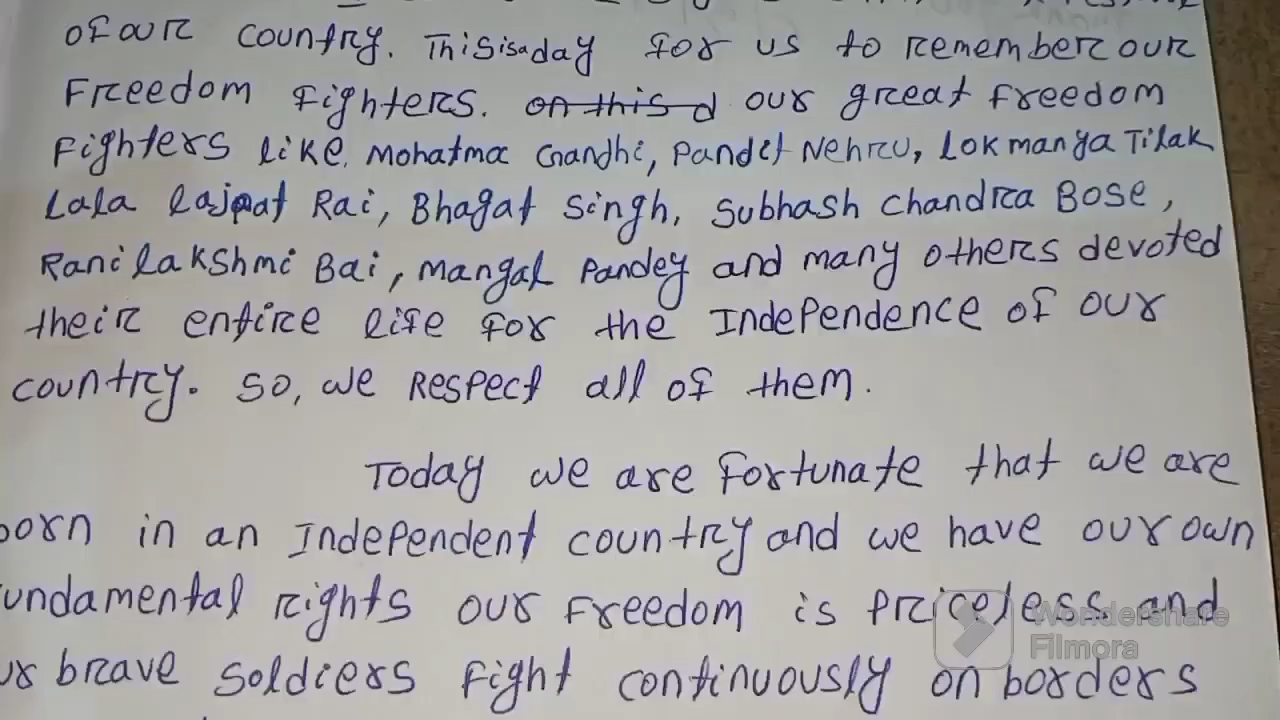 of our country. This is a day for us to remember our
Freedom Fighters. on this d our great freedom
Fighters like, Mohatma Gandhi, Pandit Nehru, Lokmanya Tilak
Lala Lajpat Rai, Bhagat Singh, Subhash Chandra Bose,
Rani Lakshmi Bai, Mangal Pandey and many others devoted
their entire life for the Independence of our
country. So, we Respect all of them.
Today we are Fortunate that we are
born in an Independent country and we have our own
undamental rights our Freedom is Priceless and
ur brave soldiers Fight continuously on borders
Wondershare
Filmora